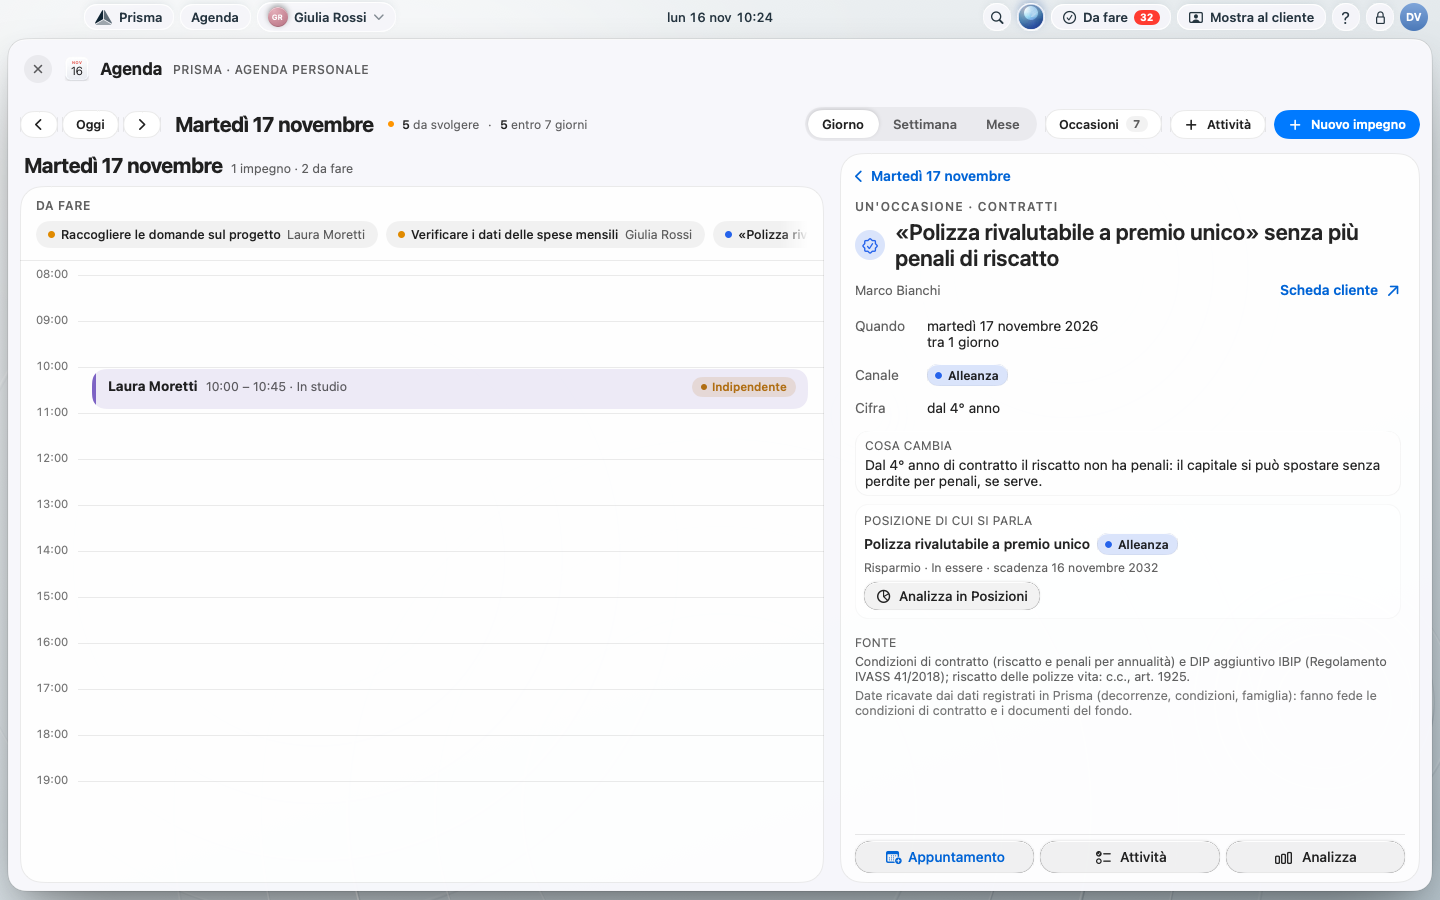 Prisma
Agenda
GR Giulia Rossi
lun 16 nov 10:24
Da fare 32
Mostra al cliente
?
DV
NOV
16
Agenda PRISMA · AGENDA PERSONALE
Oggi
Martedì 17 novembre
5 da svolgere · 5 entro 7 giorni
Giorno
Settimana
Mese
Occasioni 7
Attività
Nuovo impegno
Martedì 17 novembre 1 impegno · 2 da fare
DA FARE
Raccogliere le domande sul progetto Laura Moretti
Verificare i dati delle spese mensili Giulia Rossi
«Polizza riv
08:00
09:00
10:00
Laura Moretti 10:00 – 10:45 · In studio
Indipendente
11:00
12:00
13:00
14:00
15:00
16:00
17:00
18:00
19:00
Martedì 17 novembre
UN'OCCASIONE · CONTRATTI
«Polizza rivalutabile a premio unico» senza più
penali di riscatto
Marco Bianchi
Scheda cliente
Quando martedì 17 novembre 2026
tra 1 giorno
Canale Alleanza
Cifra dal 4° anno
COSA CAMBIA
Dal 4° anno di contratto il riscatto non ha penali: il capitale si può spostare senza
perdite per penali, se serve.
POSIZIONE DI CUI SI PARLA
Polizza rivalutabile a premio unico Alleanza
Risparmio · In essere · scadenza 16 novembre 2032
Analizza in Posizioni
FONTE
Condizioni di contratto (riscatto e penali per annualità) e DIP aggiuntivo IBIP (Regolamento
IVASS 41/2018); riscatto delle polizze vita: c.c., art. 1925.
Date ricavate dai dati registrati in Prisma (decorrenze, condizioni, famiglia): fanno fede le
condizioni di contratto e i documenti del fondo.
Appuntamento
Attività
Analizza